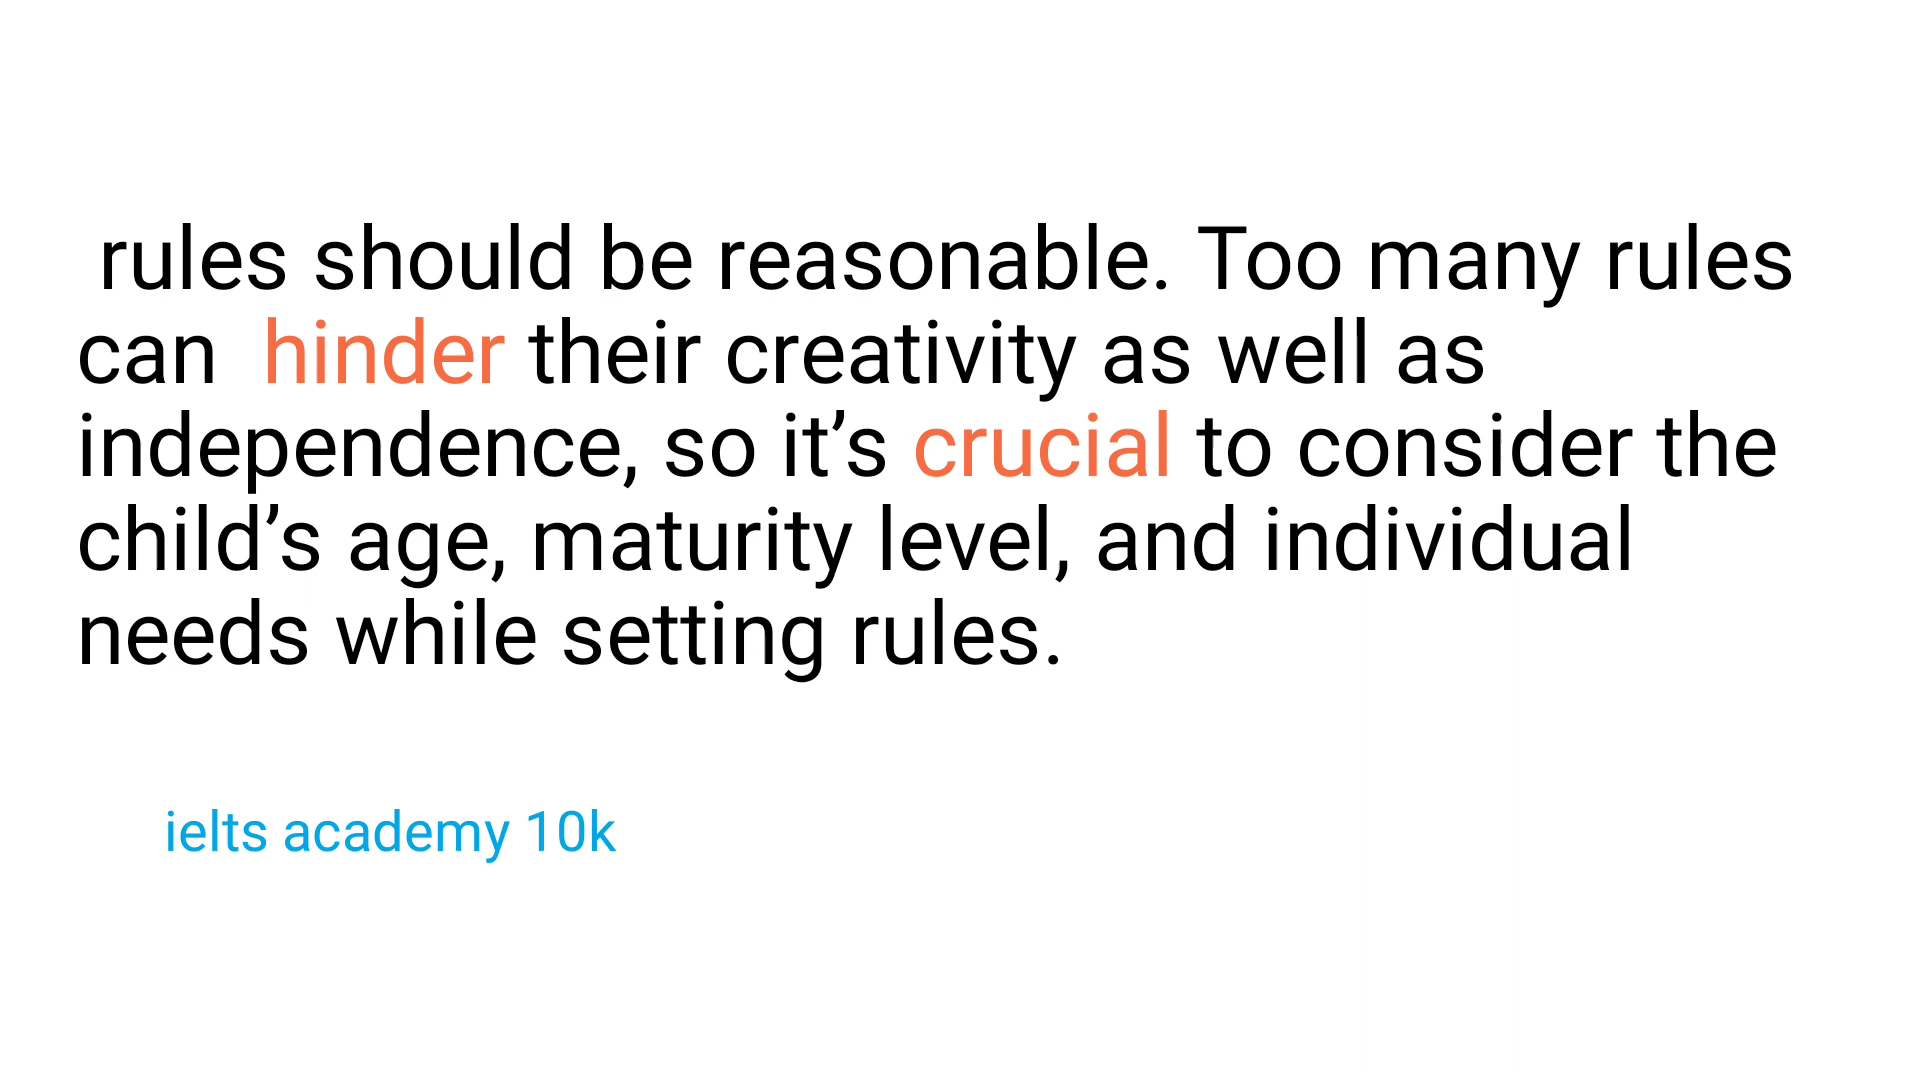 rules should be reasonable. Too many rules
can hinder their creativity as well as
independence, so it’s crucial to consider the
child’s age, maturity level, and individual
needs while setting rules.
ielts academy 10k